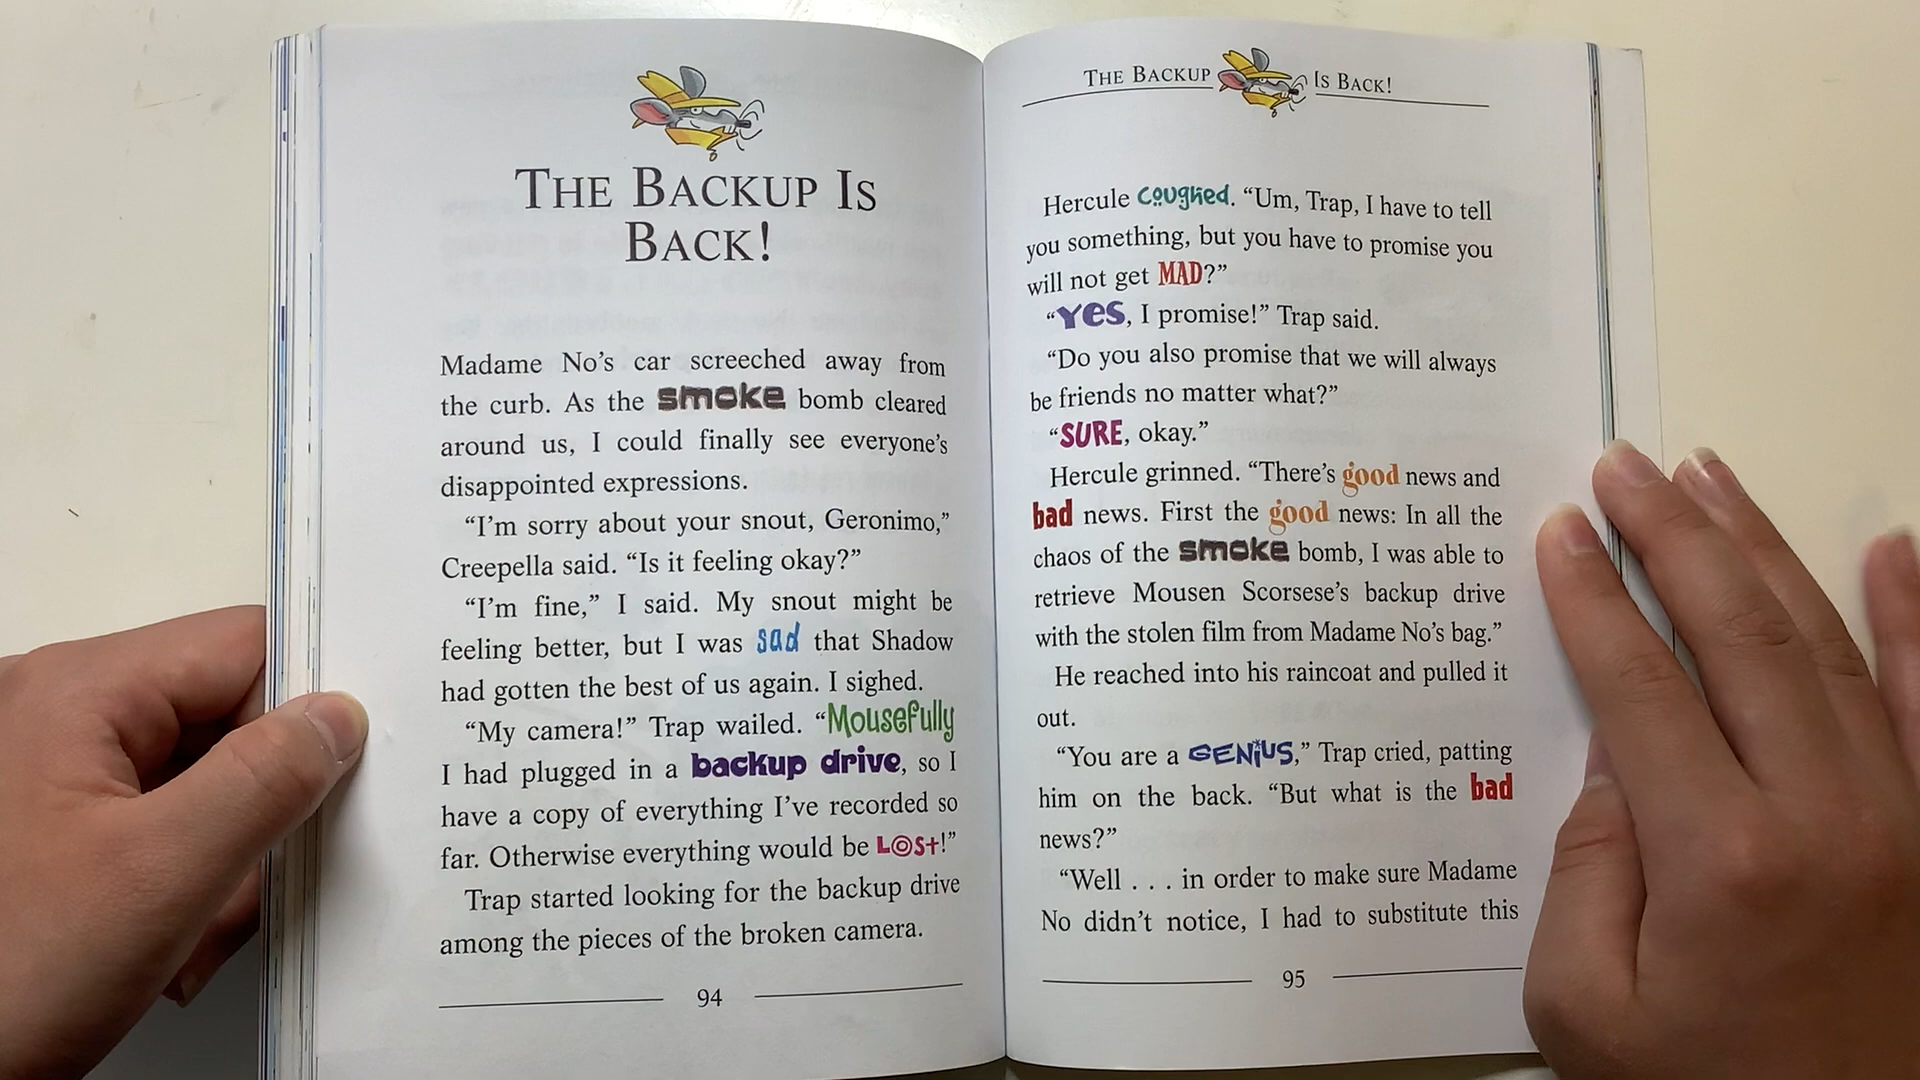 THE BACKUP IS
BACK!
Madame No's car screeched away from
the curb. As the smoke bomb cleared
around us, I could finally see everyone's
disappointed expressions.
“I'm sorry about your snout, Geronimo,”
Creepella said. “Is it feeling okay?”
“I'm fine,” I said. My snout might be
feeling better, but I was sad that Shadow
had gotten the best of us again. I sighed.
“My camera!” Trap wailed. “Mousefully
I had plugged in a backup drive, so I
have a copy of everything I've recorded so
far. Otherwise everything would be LOSt!”
Trap started looking for the backup drive
among the pieces of the broken camera.
94
THE BACKUP IS BACK!
Hercule coughed. “Um, Trap, I have to tell
you something, but you have to promise you
will not get MAD?”
“Yes, I promise!” Trap said.
“Do you also promise that we will always
be friends no matter what?”
“SURE, okay.”
Hercule grinned. “There's good news and
bad news. First the good news: In all the
chaos of the smoke bomb, I was able to
retrieve Mousen Scorsese's backup drive
with the stolen film from Madame No's bag.”
He reached into his raincoat and pulled it
out.
“You are a GENiUS,” Trap cried, patting
him on the back. “But what is the bad
news?”
“Well . . . in order to make sure Madame
No didn't notice, I had to substitute this
95